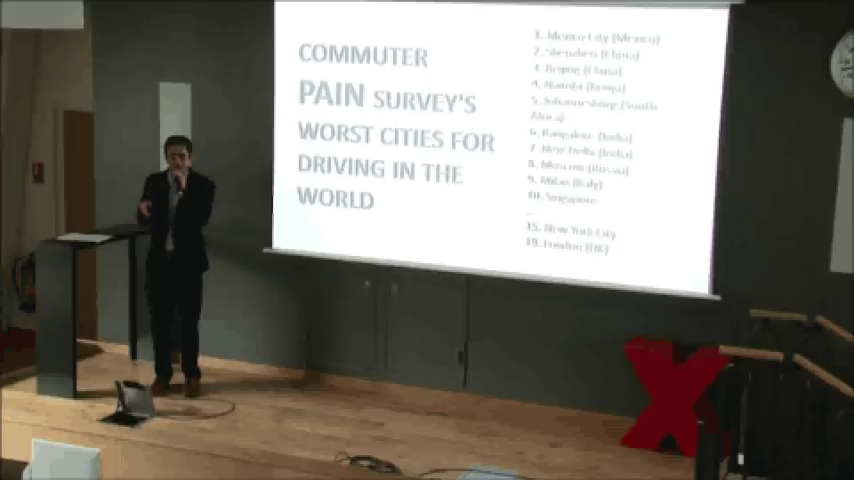 COMMUTER
PAIN SURVEY'S
WORST CITIES FOR
DRIVING IN THE
WORLD
1. Mexico City (Mexico)
2. Shenzhen (China)
3. Beijing (China)
4. Nairobi (Kenya)
5. Johannesburg (South
Africa)
6. Bangalore (India)
7. New Delhi (India)
8. Moscow (Russia)
9. Milan (Italy)
10. Singapore
...
15. New York City
19. London (UK)
X